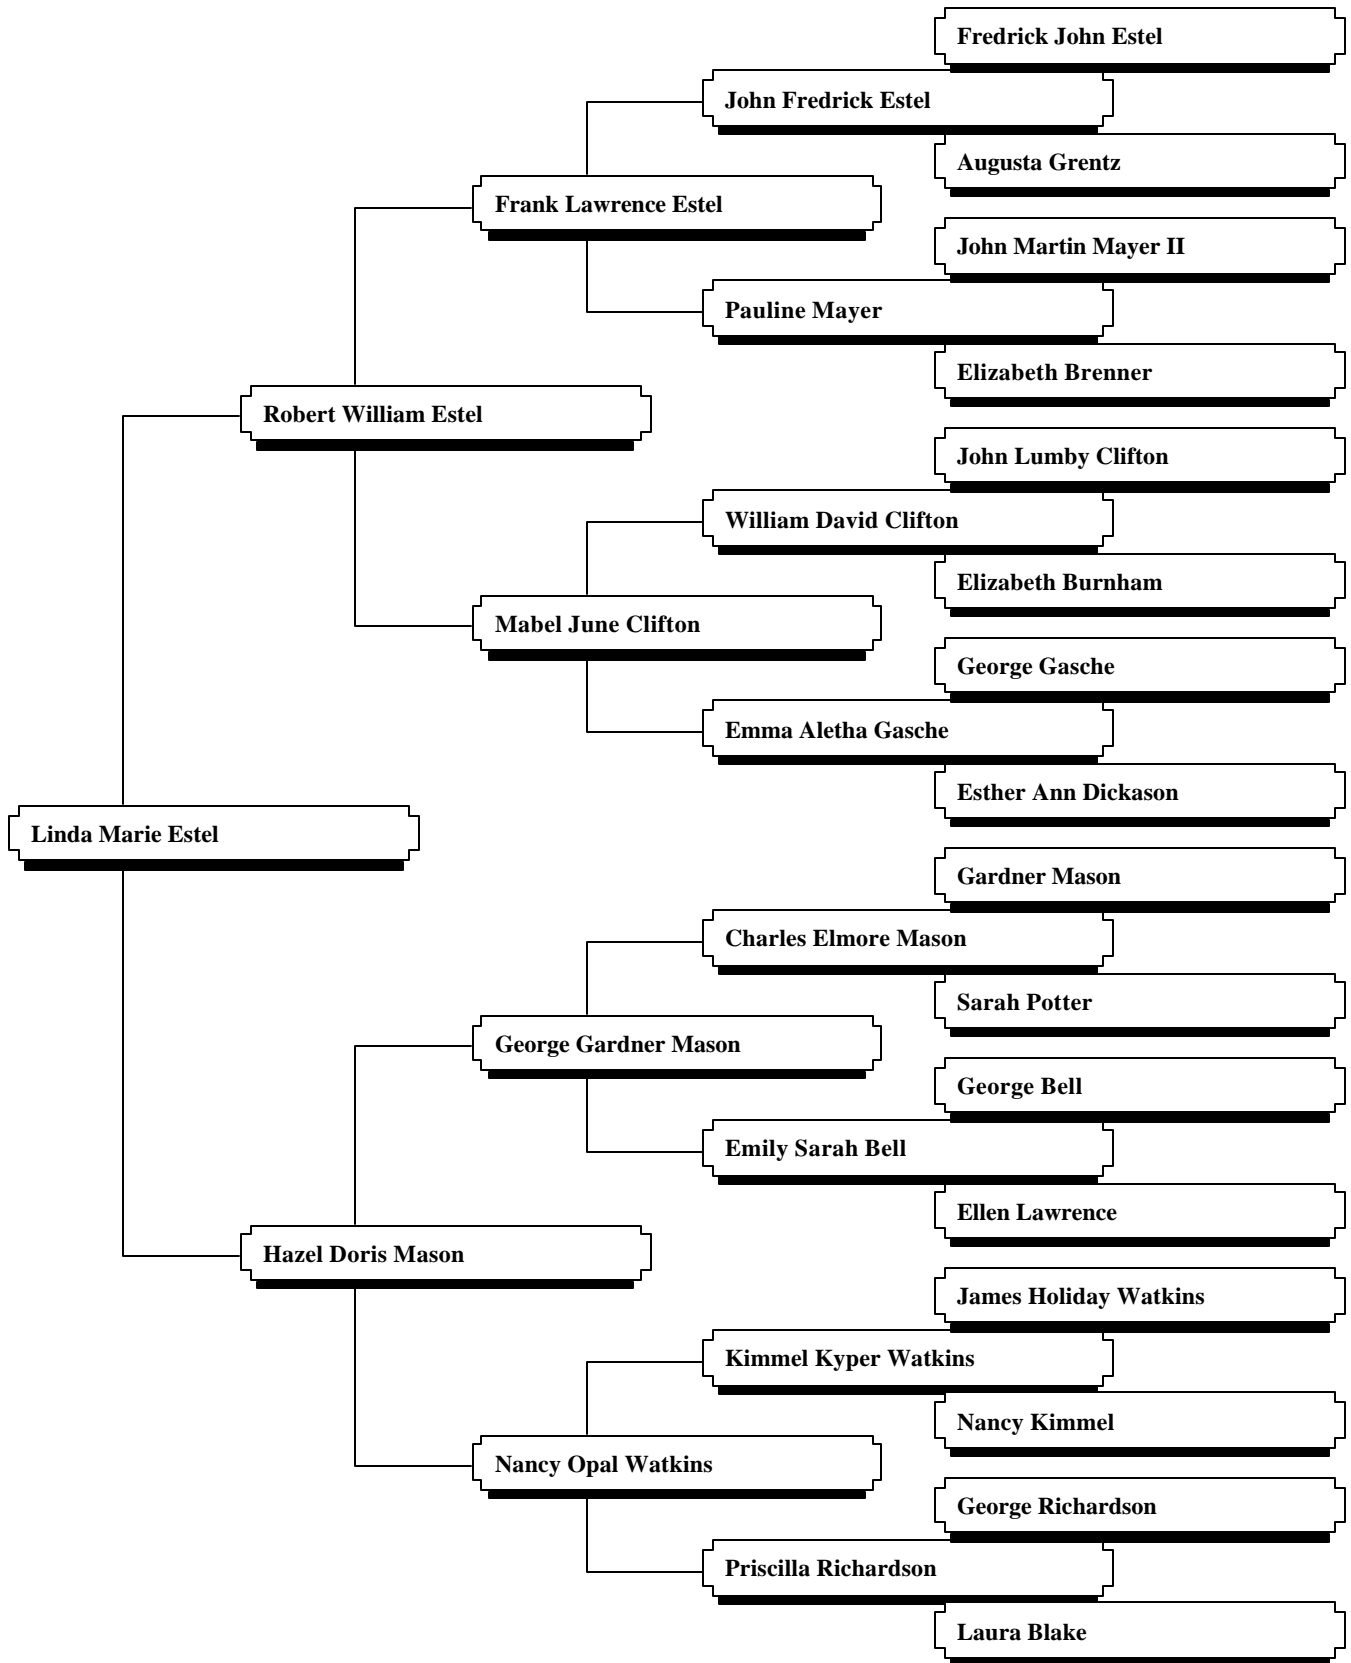 Fredrick John Estel
John Fredrick Estel
Augusta Grentz
Frank Lawrence Estel
John Martin Mayer II
Pauline Mayer
Elizabeth Brenner
Robert William Estel
John Lumby Clifton
William David Clifton
Elizabeth Burnham
Mabel June Clifton
George Gasche
Emma Aletha Gasche
Esther Ann Dickason
Linda Marie Estel
Gardner Mason
Charles Elmore Mason
Sarah Potter
George Gardner Mason
George Bell
Emily Sarah Bell
Ellen Lawrence
Hazel Doris Mason
James Holiday Watkins
Kimmel Kyper Watkins
Nancy Kimmel
Nancy Opal Watkins
George Richardson
Priscilla Richardson
Laura Blake